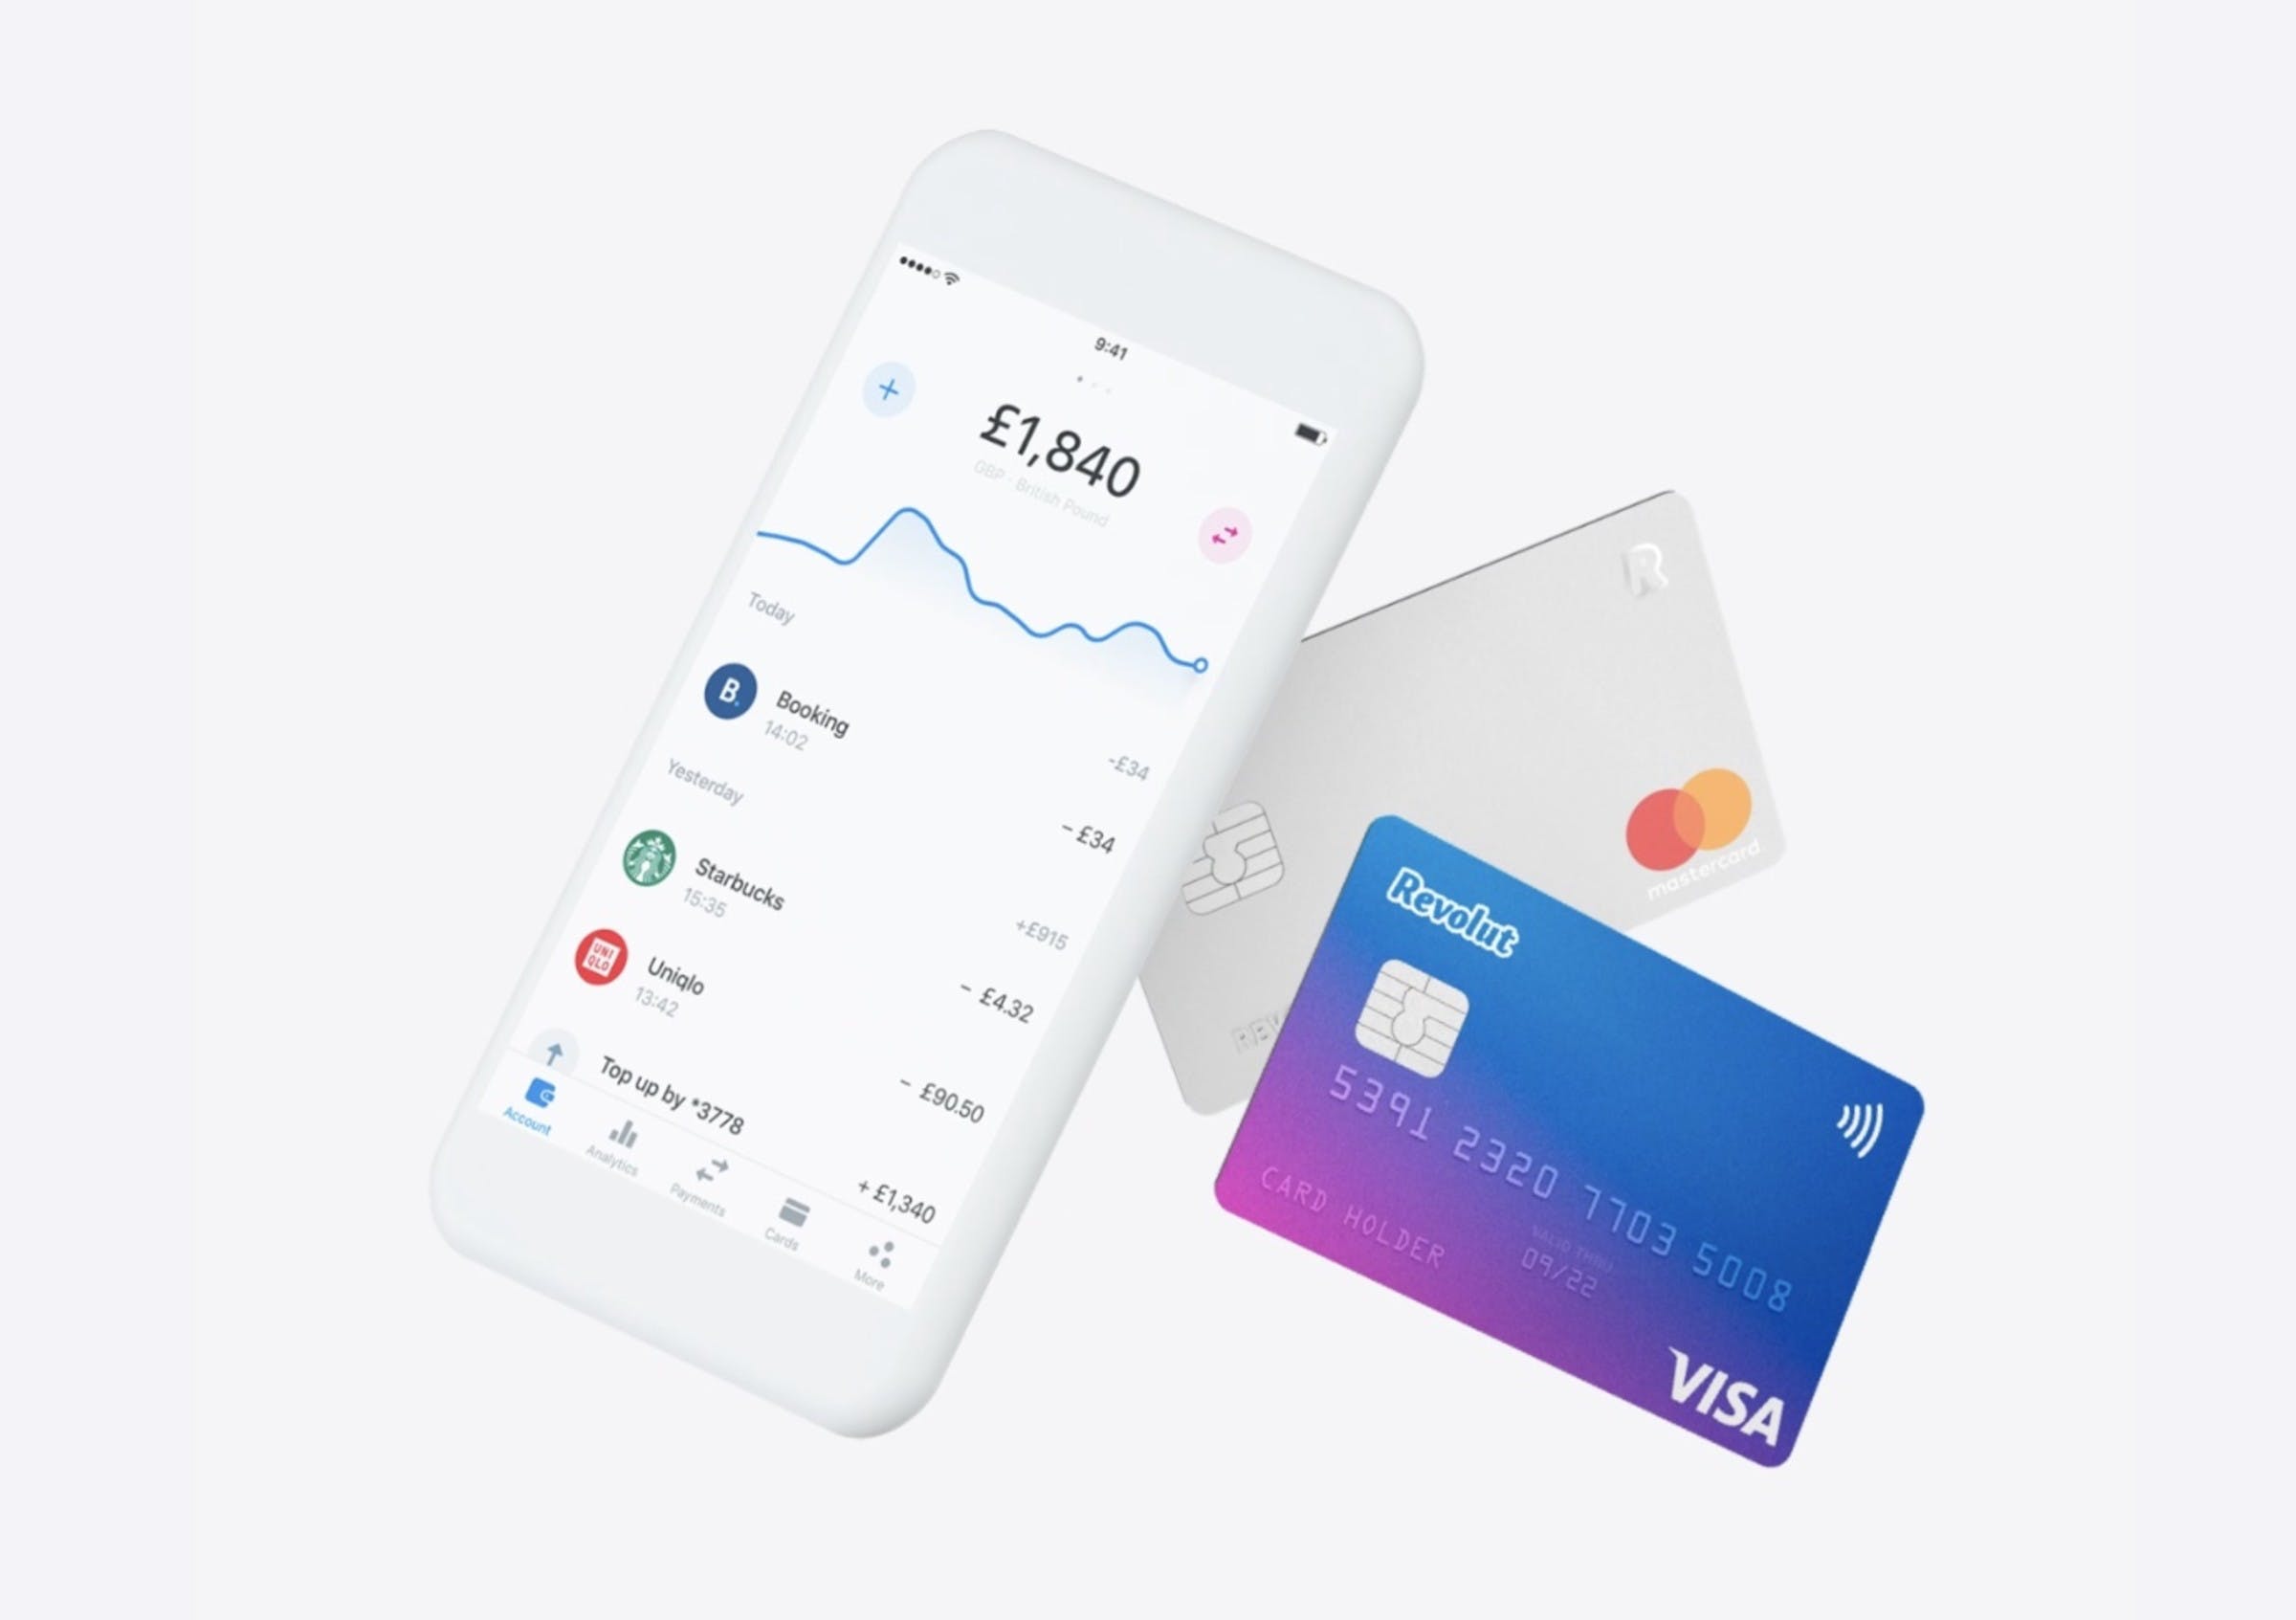 9:41
£1,840
GBP · British Pound
Today
-£34
B.
Booking
14:02
– £34
Yesterday
+£915
Starbucks
15:35
– £4.32
UNI
QLO
Uniqlo
13:42
– £90.50
Top up by *3778
+ £1,340
Account
Analytics
Payments
Cards
More
R
mastercard.
Revolut
5391 2320 7703 5008
VALID THRU
CARD HOLDER
09/22
VISA